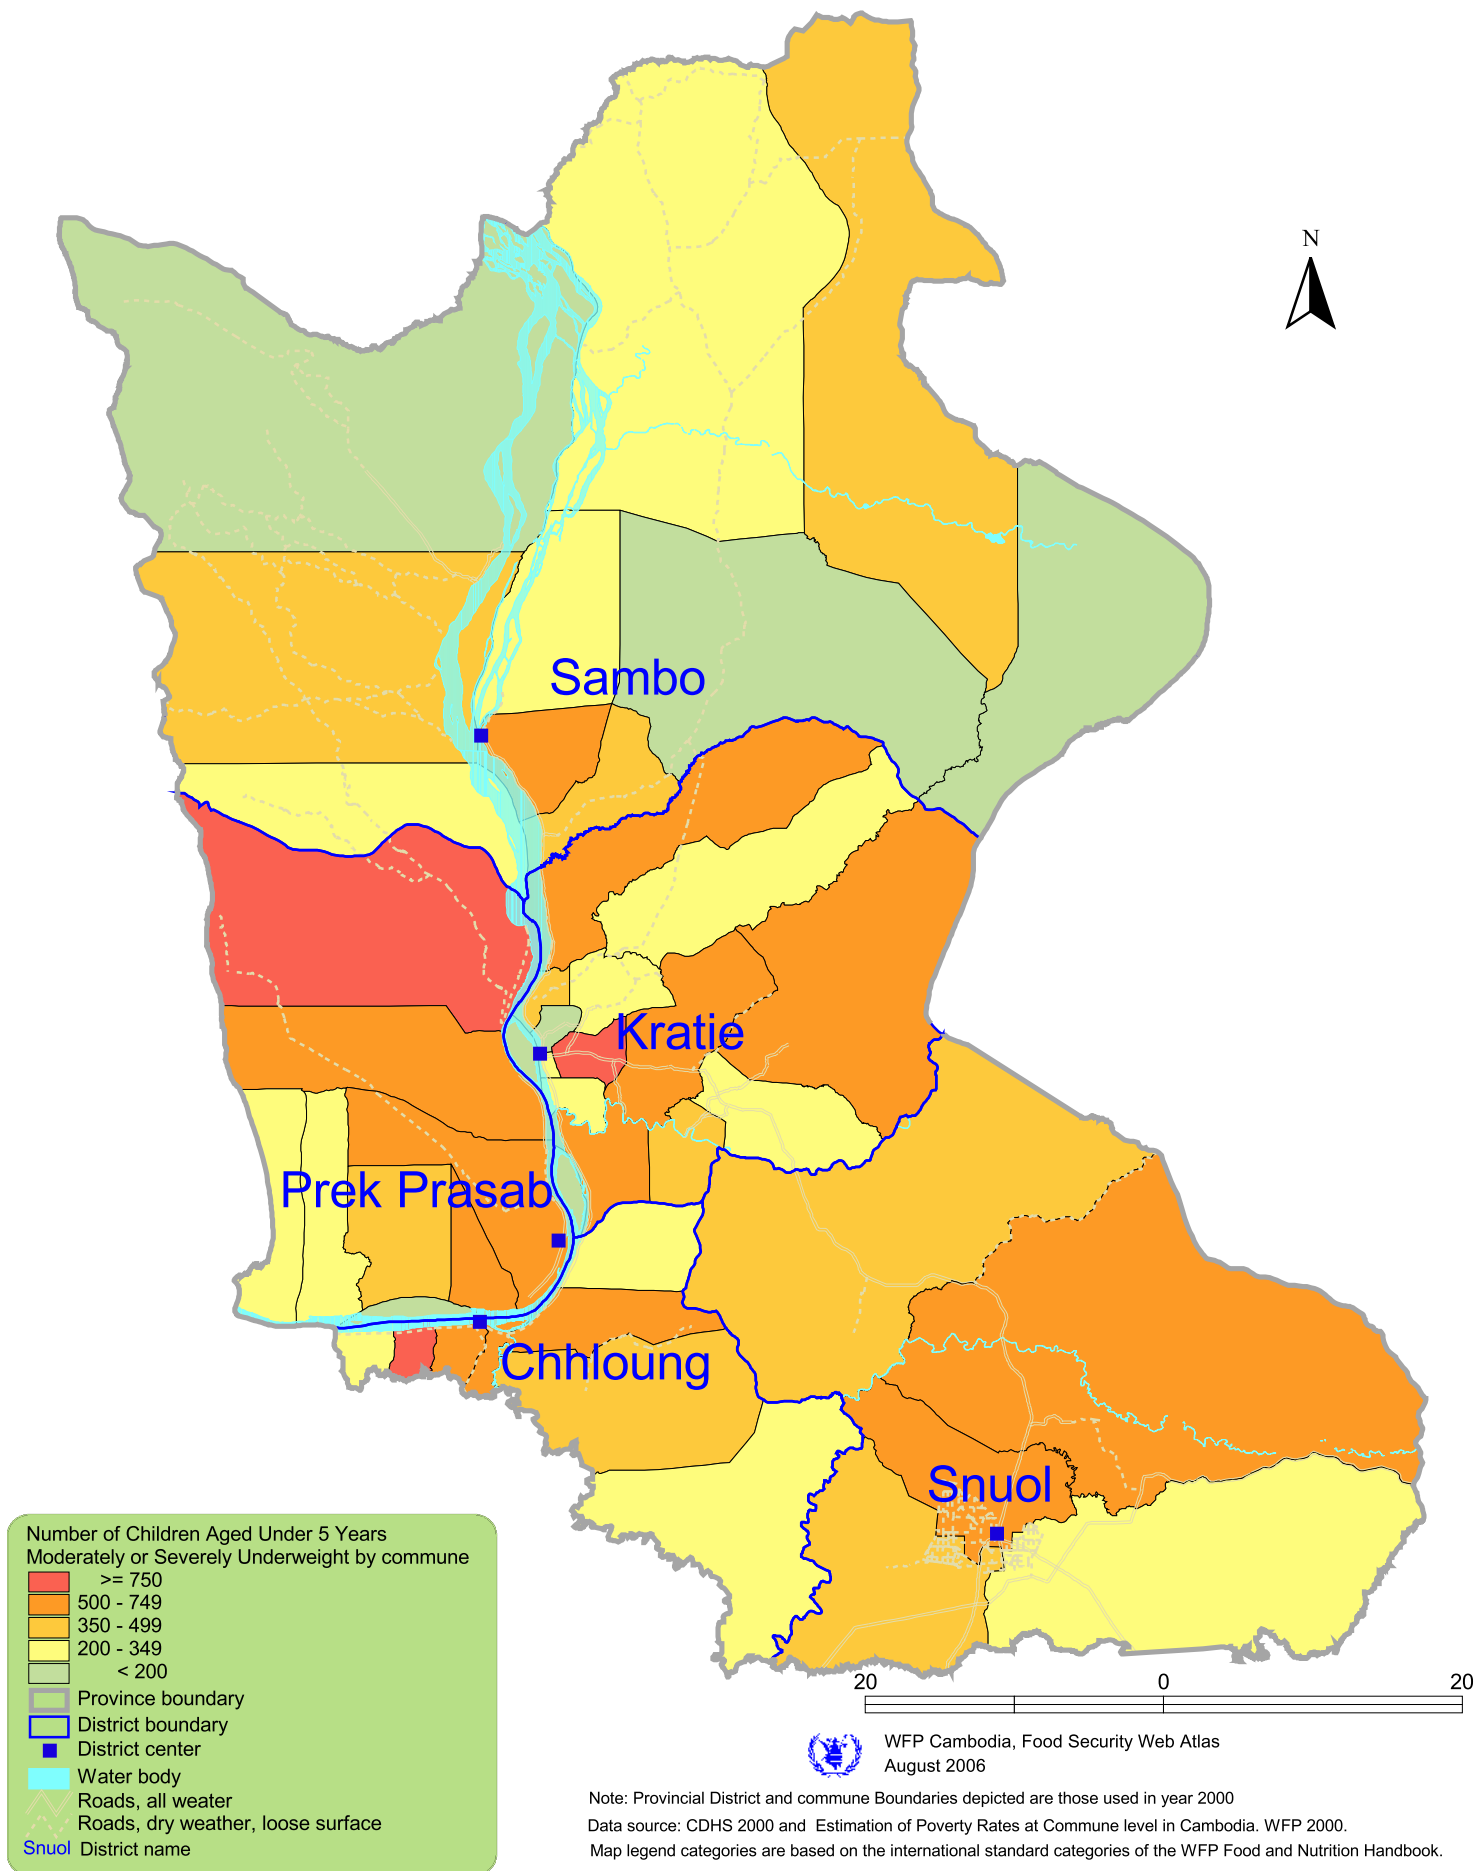 N
Sambo
Kratie
Prek Prasab
Chhloung
Snuol
Number of Children Aged Under 5 Years
Moderately or Severely Underweight by commune
>= 750
500 - 749
350 - 499
200 - 349
< 200
Province boundary
District boundary
District center
Water body
Roads, all weater
Roads, dry weather, loose surface
Snuol District name
20 0 20
WFP Cambodia, Food Security Web Atlas
August 2006
Note: Provincial District and commune Boundaries depicted are those used in year 2000
Data source: CDHS 2000 and Estimation of Poverty Rates at Commune level in Cambodia. WFP 2000.
Map legend categories are based on the international standard categories of the WFP Food and Nutrition Handbook.